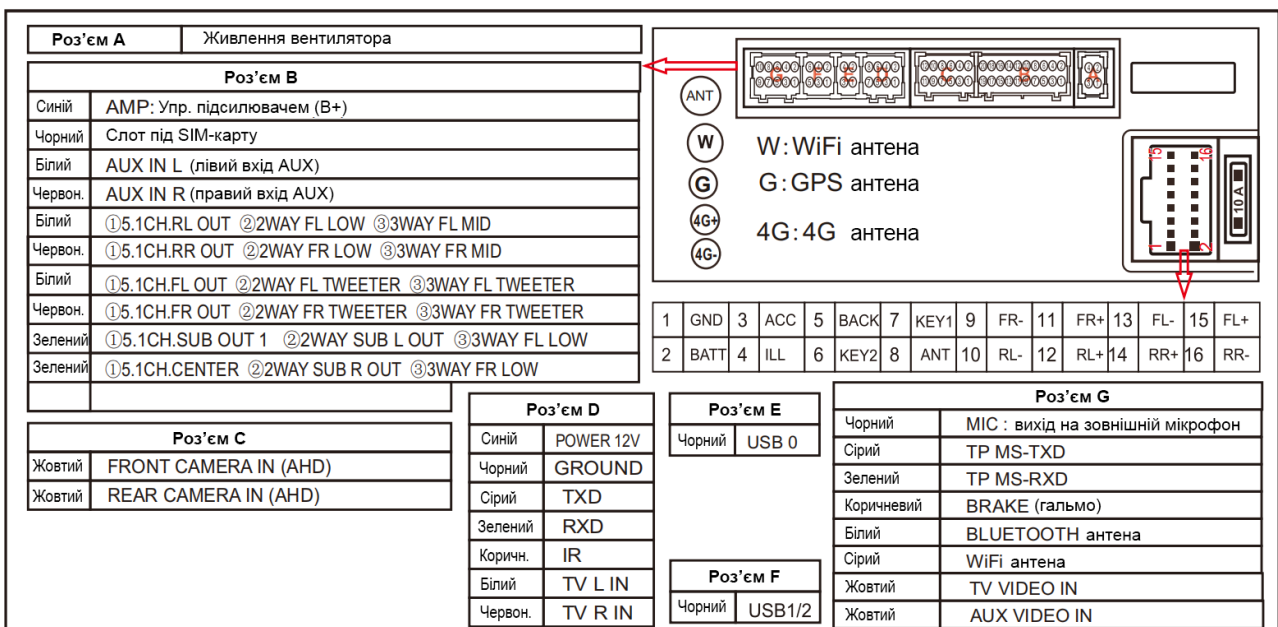 Роз’єм A Живлення вентилятора
Роз’єм B
Синій AMP: Упр. підсилювачем (B+)
Чорний Слот під SIM-карту
Білий AUX IN L (лівий вхід AUX)
Червон. AUX IN R (правий вхід AUX)
Білий ①5.1CH.RL OUT ②2WAY FL LOW ③3WAY FL MID
Червон. ①5.1CH.RR OUT ②2WAY FR LOW ③3WAY FR MID
Білий ①5.1CH.FL OUT ②2WAY FL TWEETER ③3WAY FL TWEETER
Червон. ①5.1CH.FR OUT ②2WAY FR TWEETER ③3WAY FR TWEETER
Зелений ①5.1CH.SUB OUT 1 ②2WAY SUB L OUT ③3WAY FL LOW
Зелений ①5.1CH.CENTER ②2WAY SUB R OUT ③3WAY FR LOW
Роз’єм C
Жовтий FRONT CAMERA IN (AHD)
Жовтий REAR CAMERA IN (AHD)
G F E D C B A
ANT
W W:WiFi антена
G G:GPS антена
4G+ 4G:4G антена
4G-
15 16
1 2
10 A
1 GND 3 ACC 5 BACK 7 KEY1 9 FR- 11 FR+ 13 FL- 15 FL+
2 BATT 4 ILL 6 KEY2 8 ANT 10 RL- 12 RL+ 14 RR+ 16 RR-
Роз’єм D
Синій POWER 12V
Чорний GROUND
Сірий TXD
Зелений RXD
Коричн. IR
Білий TV L IN
Червон. TV R IN
Роз’єм E
Чорний USB 0
Роз’єм F
Чорний USB1/2
Роз’єм G
Чорний MIC : вихід на зовнішній мікрофон
Сірий TP MS-TXD
Зелений TP MS-RXD
Коричневий BRAKE (гальмо)
Білий BLUETOOTH антена
Сірий WiFi антена
Жовтий TV VIDEO IN
Жовтий AUX VIDEO IN